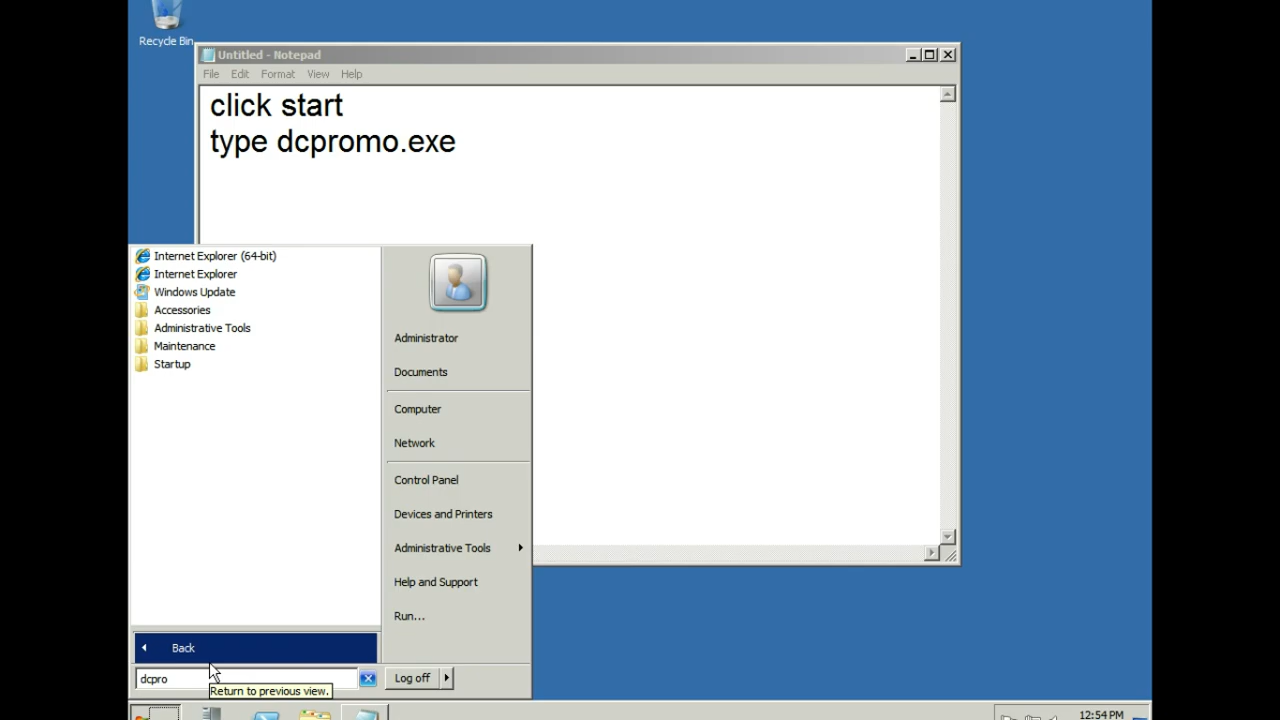 Recycle Bin
Untitled - Notepad
File Edit Format View Help
click start
type dcpromo.exe
Internet Explorer (64-bit)
Internet Explorer
Windows Update
Accessories
Administrative Tools
Maintenance
Startup
Back
dcpro
Return to previous view.
Administrator
Documents
Computer
Network
Control Panel
Devices and Printers
Administrative Tools
Help and Support
Run...
Log off
12:54 PM